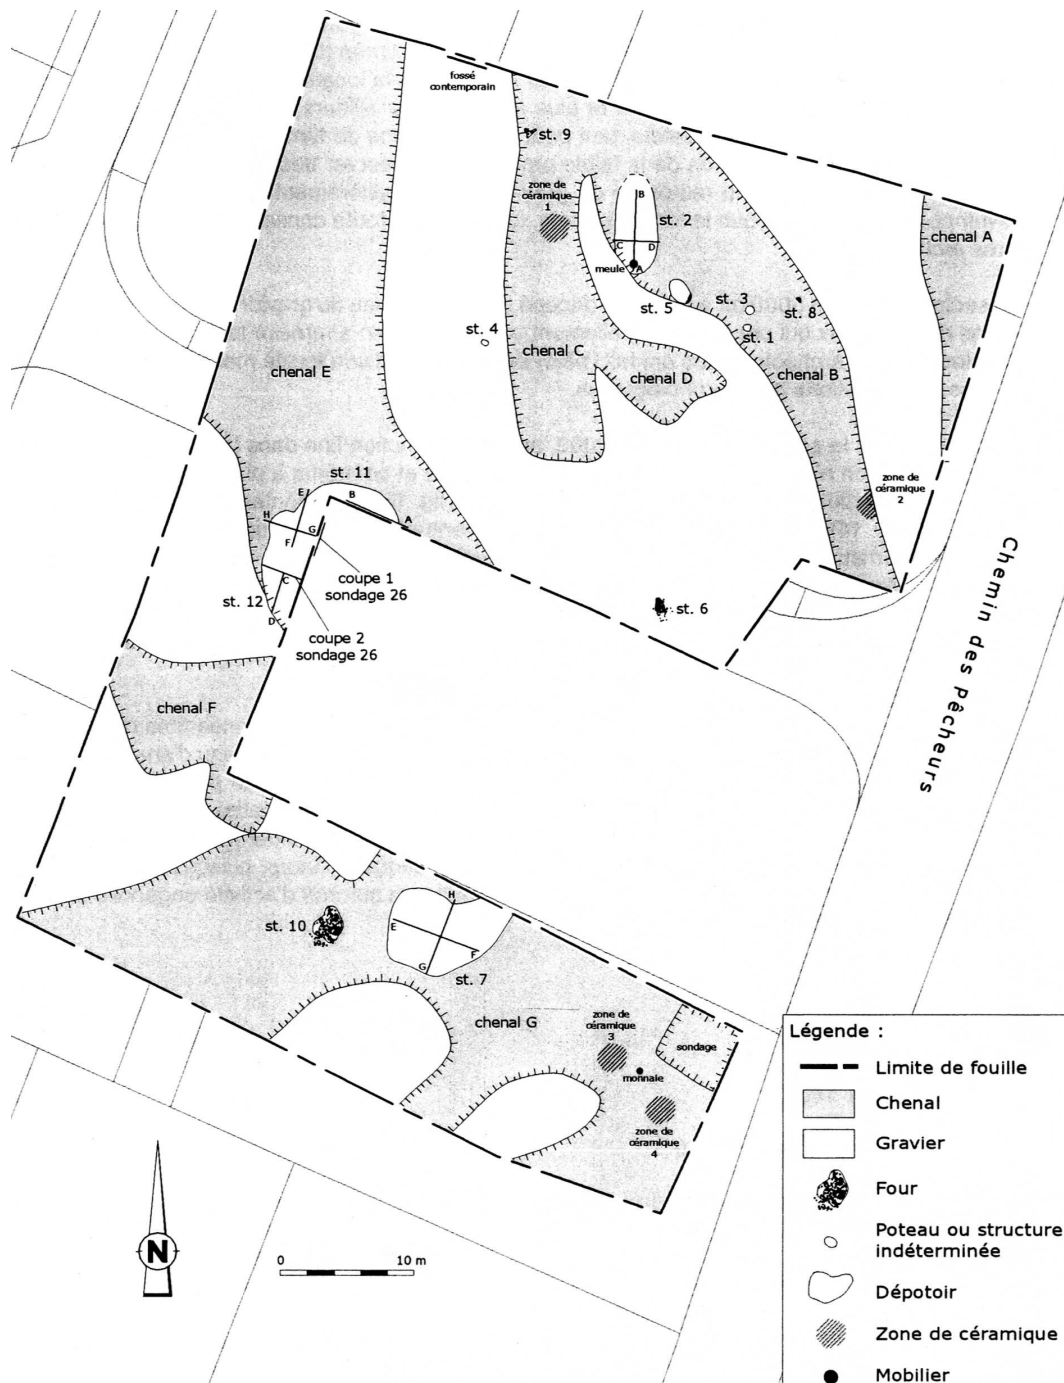 fossé
contemporain
st. 9
zone de
céramique
1
B
st. 2
C
D
A
meule
chenal A
st. 3
st. 8
st. 5
st. 1
st. 4
chenal C
chenal D
chenal B
chenal E
zone de
céramique
2
st. 11
E
B
H
G
A
F
coupe 1
sondage 26
C
st. 12
D
coupe 2
sondage 26
st. 6
Chemin des pêcheurs
chenal F
H
st. 10
E
F
G
st. 7
chenal G
zone de
céramique
3
sondage
monnaie
zone de
céramique
4
N
0
10 m
Légende :
Limite de fouille
Chenal
Gravier
Four
Poteau ou structure
indéterminée
Dépotoir
Zone de céramique
Mobilier